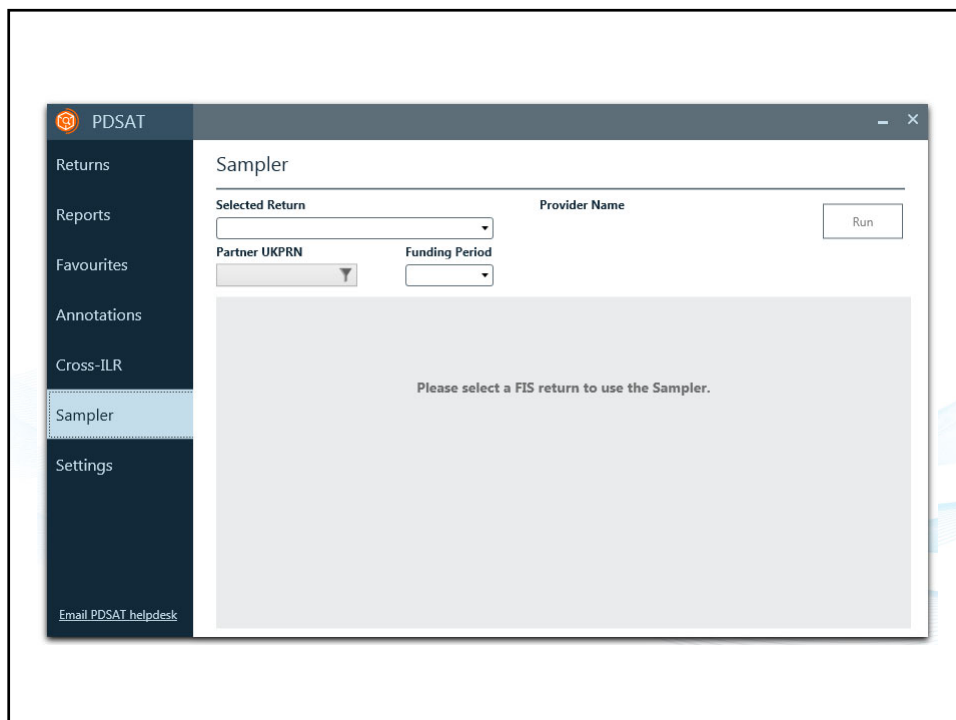 PDSAT
Returns
Reports
Favourites
Annotations
Cross-ILR
Sampler
Settings
Email PDSAT helpdesk
Sampler
Selected Return
Provider Name
Run
Partner UKPRN
Funding Period
Please select a FIS return to use the Sampler.